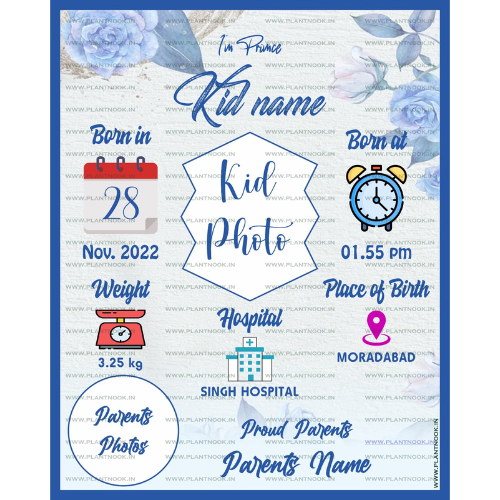 I'm Prince
Kid name
Born in
Born at
28
Kid
Photo
Nov. 2022
01.55 pm
Weight
Place of Birth
Hospital
3.25 kg
MORADABAD
SINGH HOSPITAL
Parents
Photos
Proud Parents
Parents Name
WWW.PLANTNOOK.IN